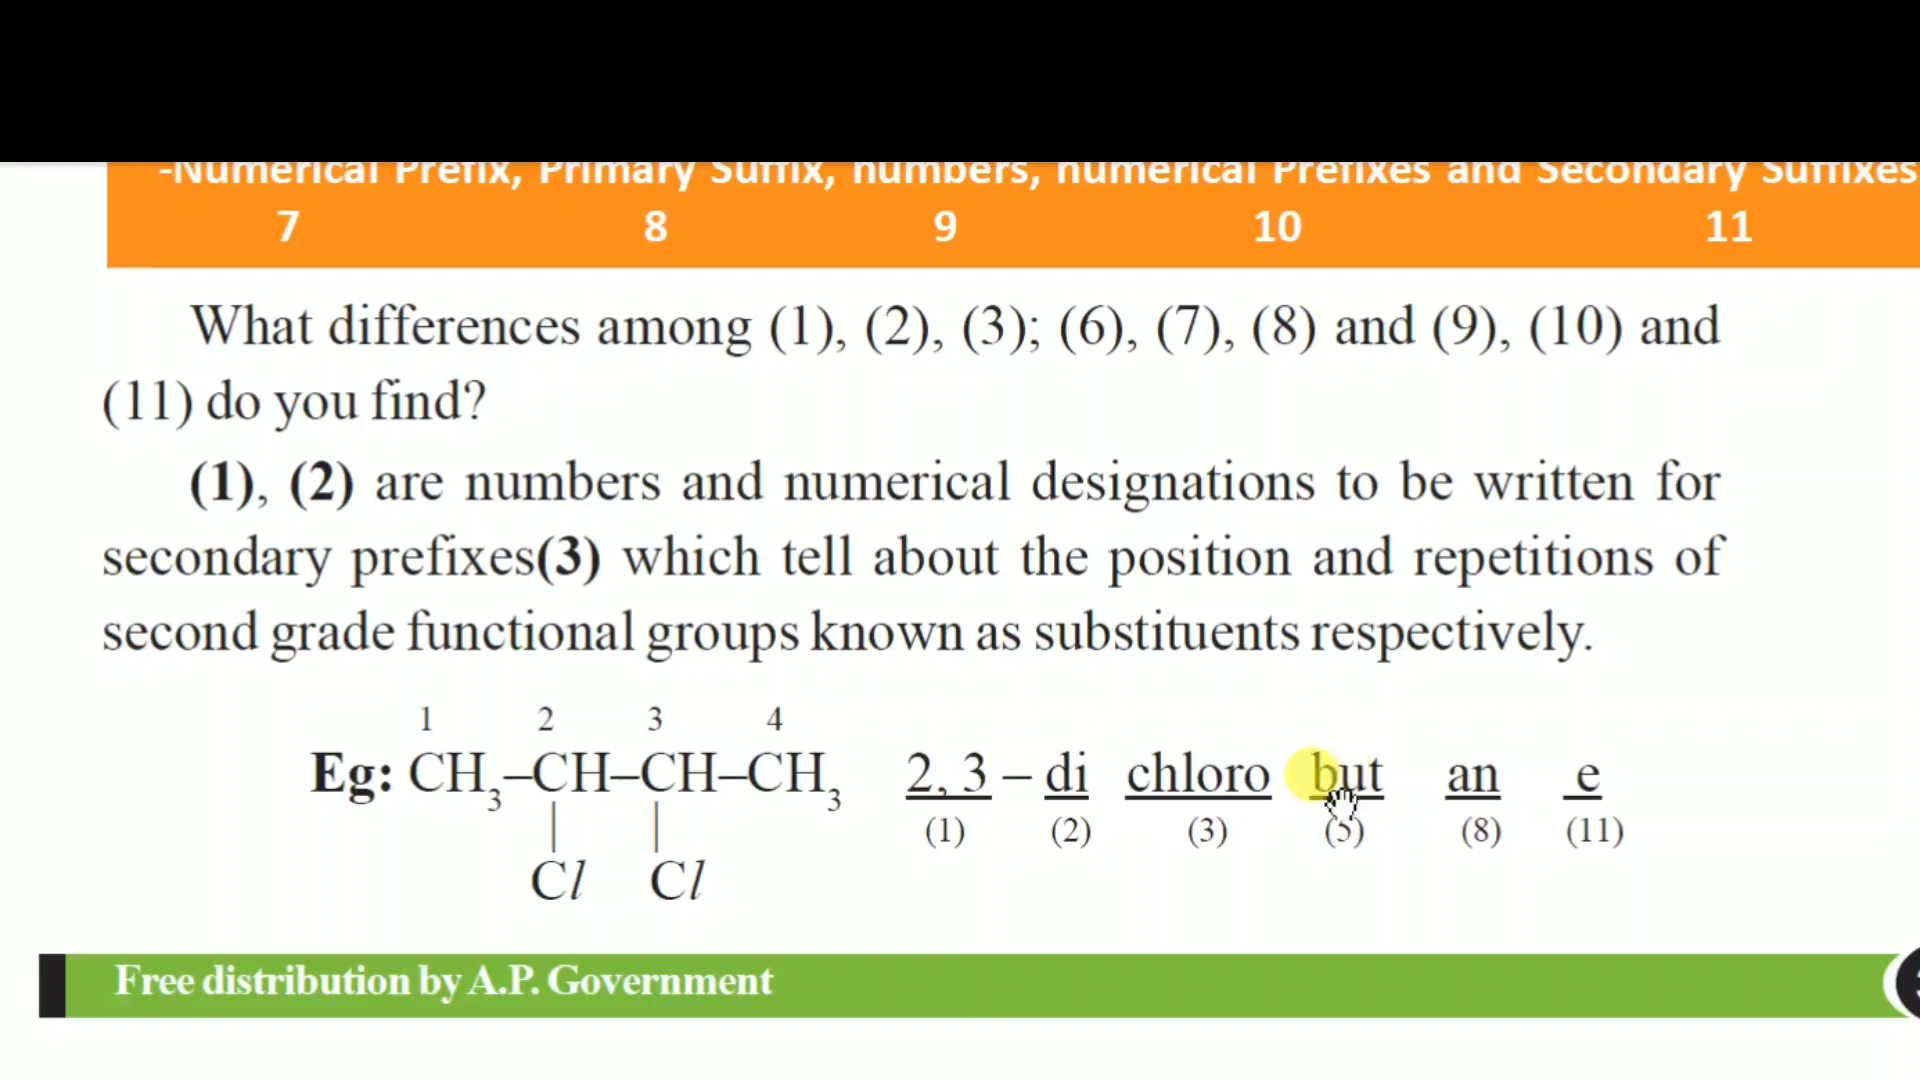 -Numerical Prefix, Primary Suffix, numbers, numerical Prefixes and Secondary Suffixes
7 8 9 10 11
What differences among (1), (2), (3); (6), (7), (8) and (9), (10) and
(11) do you find?
(1), (2) are numbers and numerical designations to be written for
secondary prefixes(3) which tell about the position and repetitions of
second grade functional groups known as substituents respectively.
1 2 3 4
Eg: CH₃–CH–CH–CH₃ 2, 3 – di chloro but an e
| | (1) (2) (3) (5) (8) (11)
Cl Cl
Free distribution by A.P. Government